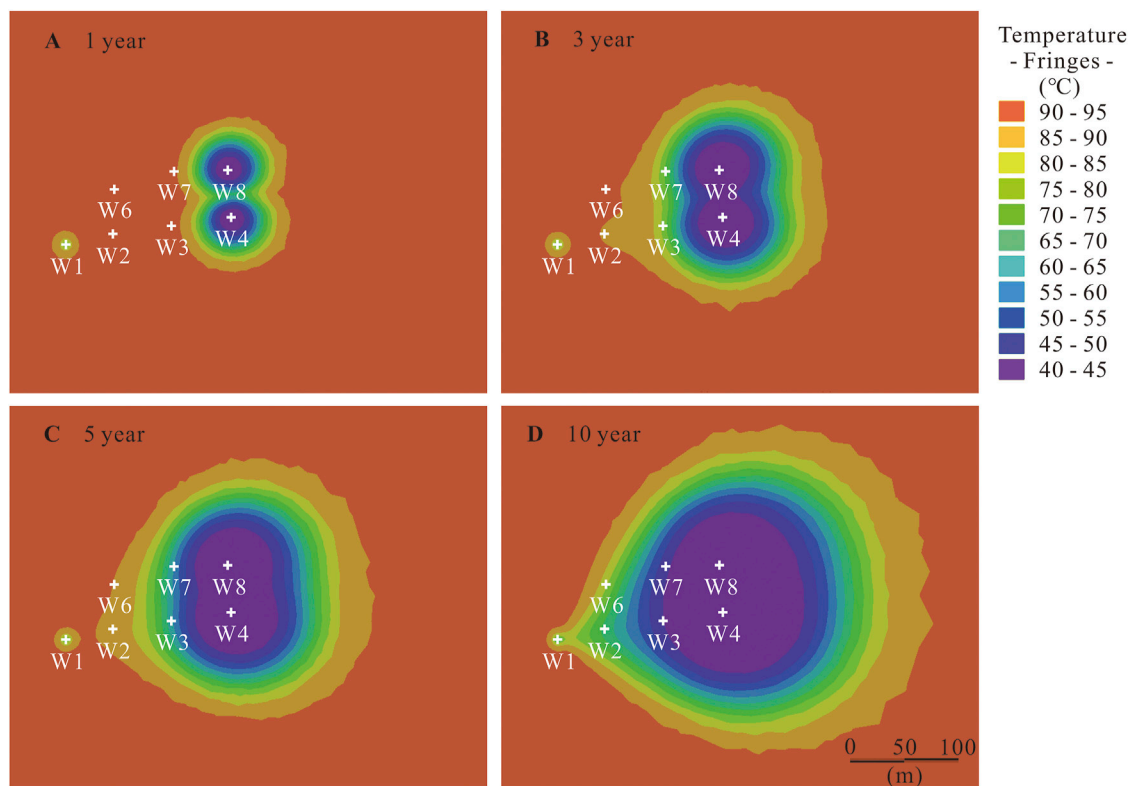 A 1 year
W7
W8
W6
W3
W4
W2
W1
B 3 year
W7
W8
W6
W3
W4
W2
W1
Temperature
- Fringes -
(℃)
90 - 95
85 - 90
80 - 85
75 - 80
70 - 75
65 - 70
60 - 65
55 - 60
50 - 55
45 - 50
40 - 45
C 5 year
W7
W8
W6
W3
W4
W2
W1
D 10 year
W7
W8
W6
W3
W4
W2
W1
0 50 100
(m)